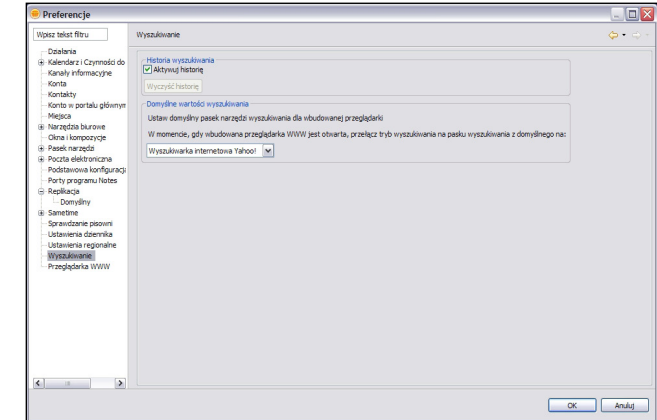 Preferencje
Wpisz tekst filtru
Wyszukiwanie
Działania
Kalendarz i Czynności do
Kanały informacyjne
Konta
Kontakty
Konto w portalu głównym
Miejsca
Narzędzia biurowe
Okna i kompozycje
Pasek narzędzi
Poczta elektroniczna
Podstawowa konfiguracja
Porty programu Notes
Replikacja
Domyślny
Sametime
Sprawdzanie pisowni
Ustawienia dziennika
Ustawienia regionalne
Wyszukiwanie
Przeglądarka WWW
Historia wyszukiwania
Aktywuj historię
Wyczyść historię
Domyślne wartości wyszukiwania
Ustaw domyślny pasek narzędzi wyszukiwania dla wbudowanej przeglądarki
W momencie, gdy wbudowana przeglądarka WWW jest otwarta, przełącz tryb wyszukiwania na pasku wyszukiwania z domyślnego na:
Wyszukiwarka internetowa Yahoo!
OK
Anuluj